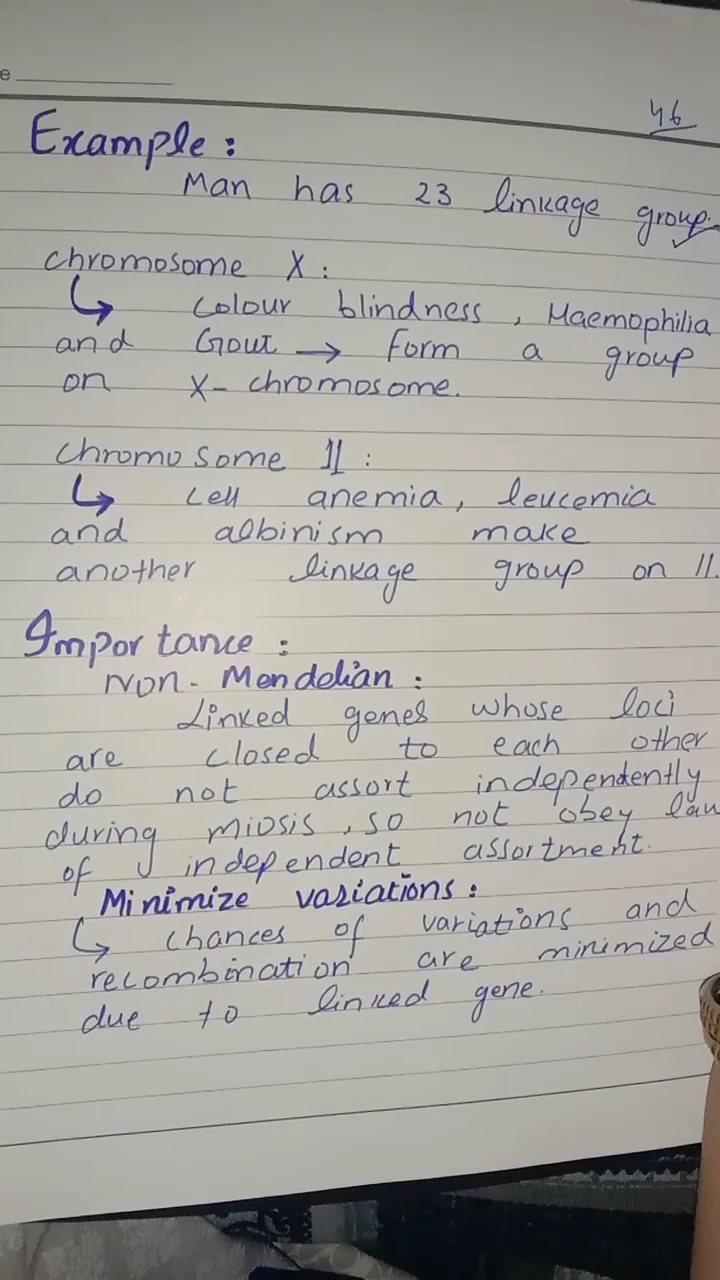 e
46
Example :
Man has 23 linkage group.
chromosome X :
↳ colour blindness , Haemophilia
and Gout → form a group
on X- chromosome.
chromosome 11 :
↳ cell anemia, leucemia
and albinism make
another linkage group on 11.
Importance :
Non- Mendelian :
Linked genes whose loci
are closed to each other
do not assort independently
during miosis , so not obey law
of independent assortment.
Minimize variations :
↳ chances of variations and
recombination are minimized
due to linked gene.